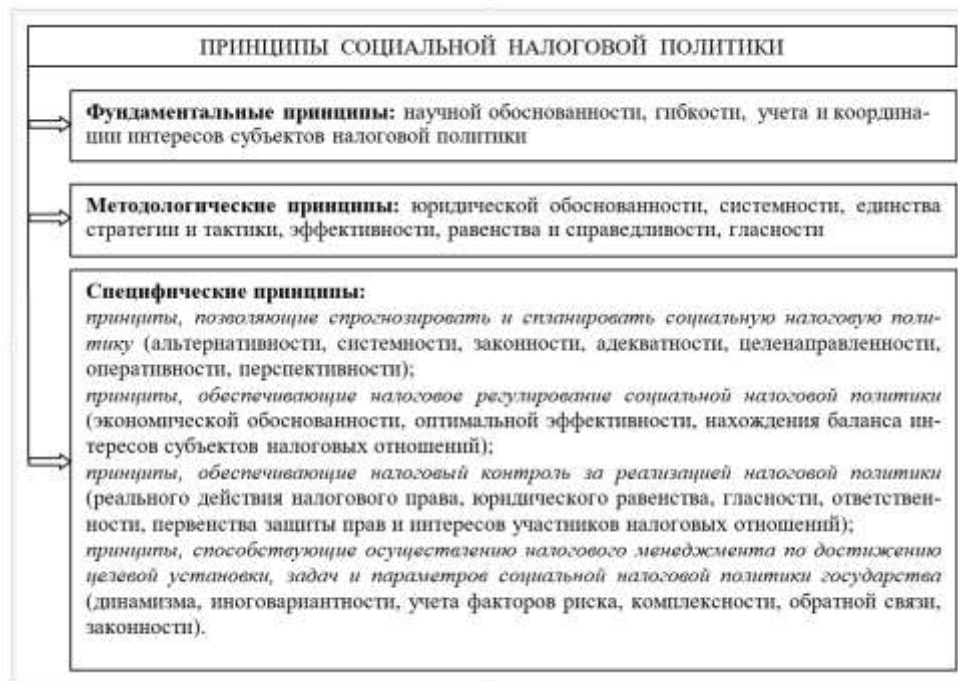 ПРИНЦИПЫ СОЦИАЛЬНОЙ НАЛОГОВОЙ ПОЛИТИКИ
Фундаментальные принципы: научной обоснованности, гибкости, учета и координа-
ции интересов субъектов налоговой политики
Методологические принципы: юридической обоснованности, системности, единства
стратегии и тактики, эффективности, равенства и справедливости, гласности
Специфические принципы:
принципы, позволяющие спрогнозировать и спланировать социальную налоговую поли-
тику (альтернативности, системности, законности, адекватности, целенаправленности,
оперативности, перспективности);
принципы, обеспечивающие налоговое регулирование социальной налоговой политики
(экономической обоснованности, оптимальной эффективности, нахождения баланса ин-
тересов субъектов налоговых отношений);
принципы, обеспечивающие налоговый контроль за реализацией налоговой политики
(реального действия налогового права, юридического равенства, гласности, ответствен-
ности, первенства защиты прав и интересов участников налоговых отношений);
принципы, способствующие осуществлению налогового менеджмента по достижению
целевой установки, задач и параметров социальной налоговой политики государства
(динамизма, иноговариантности, учета факторов риска, комплексности, обратной связи,
законности).